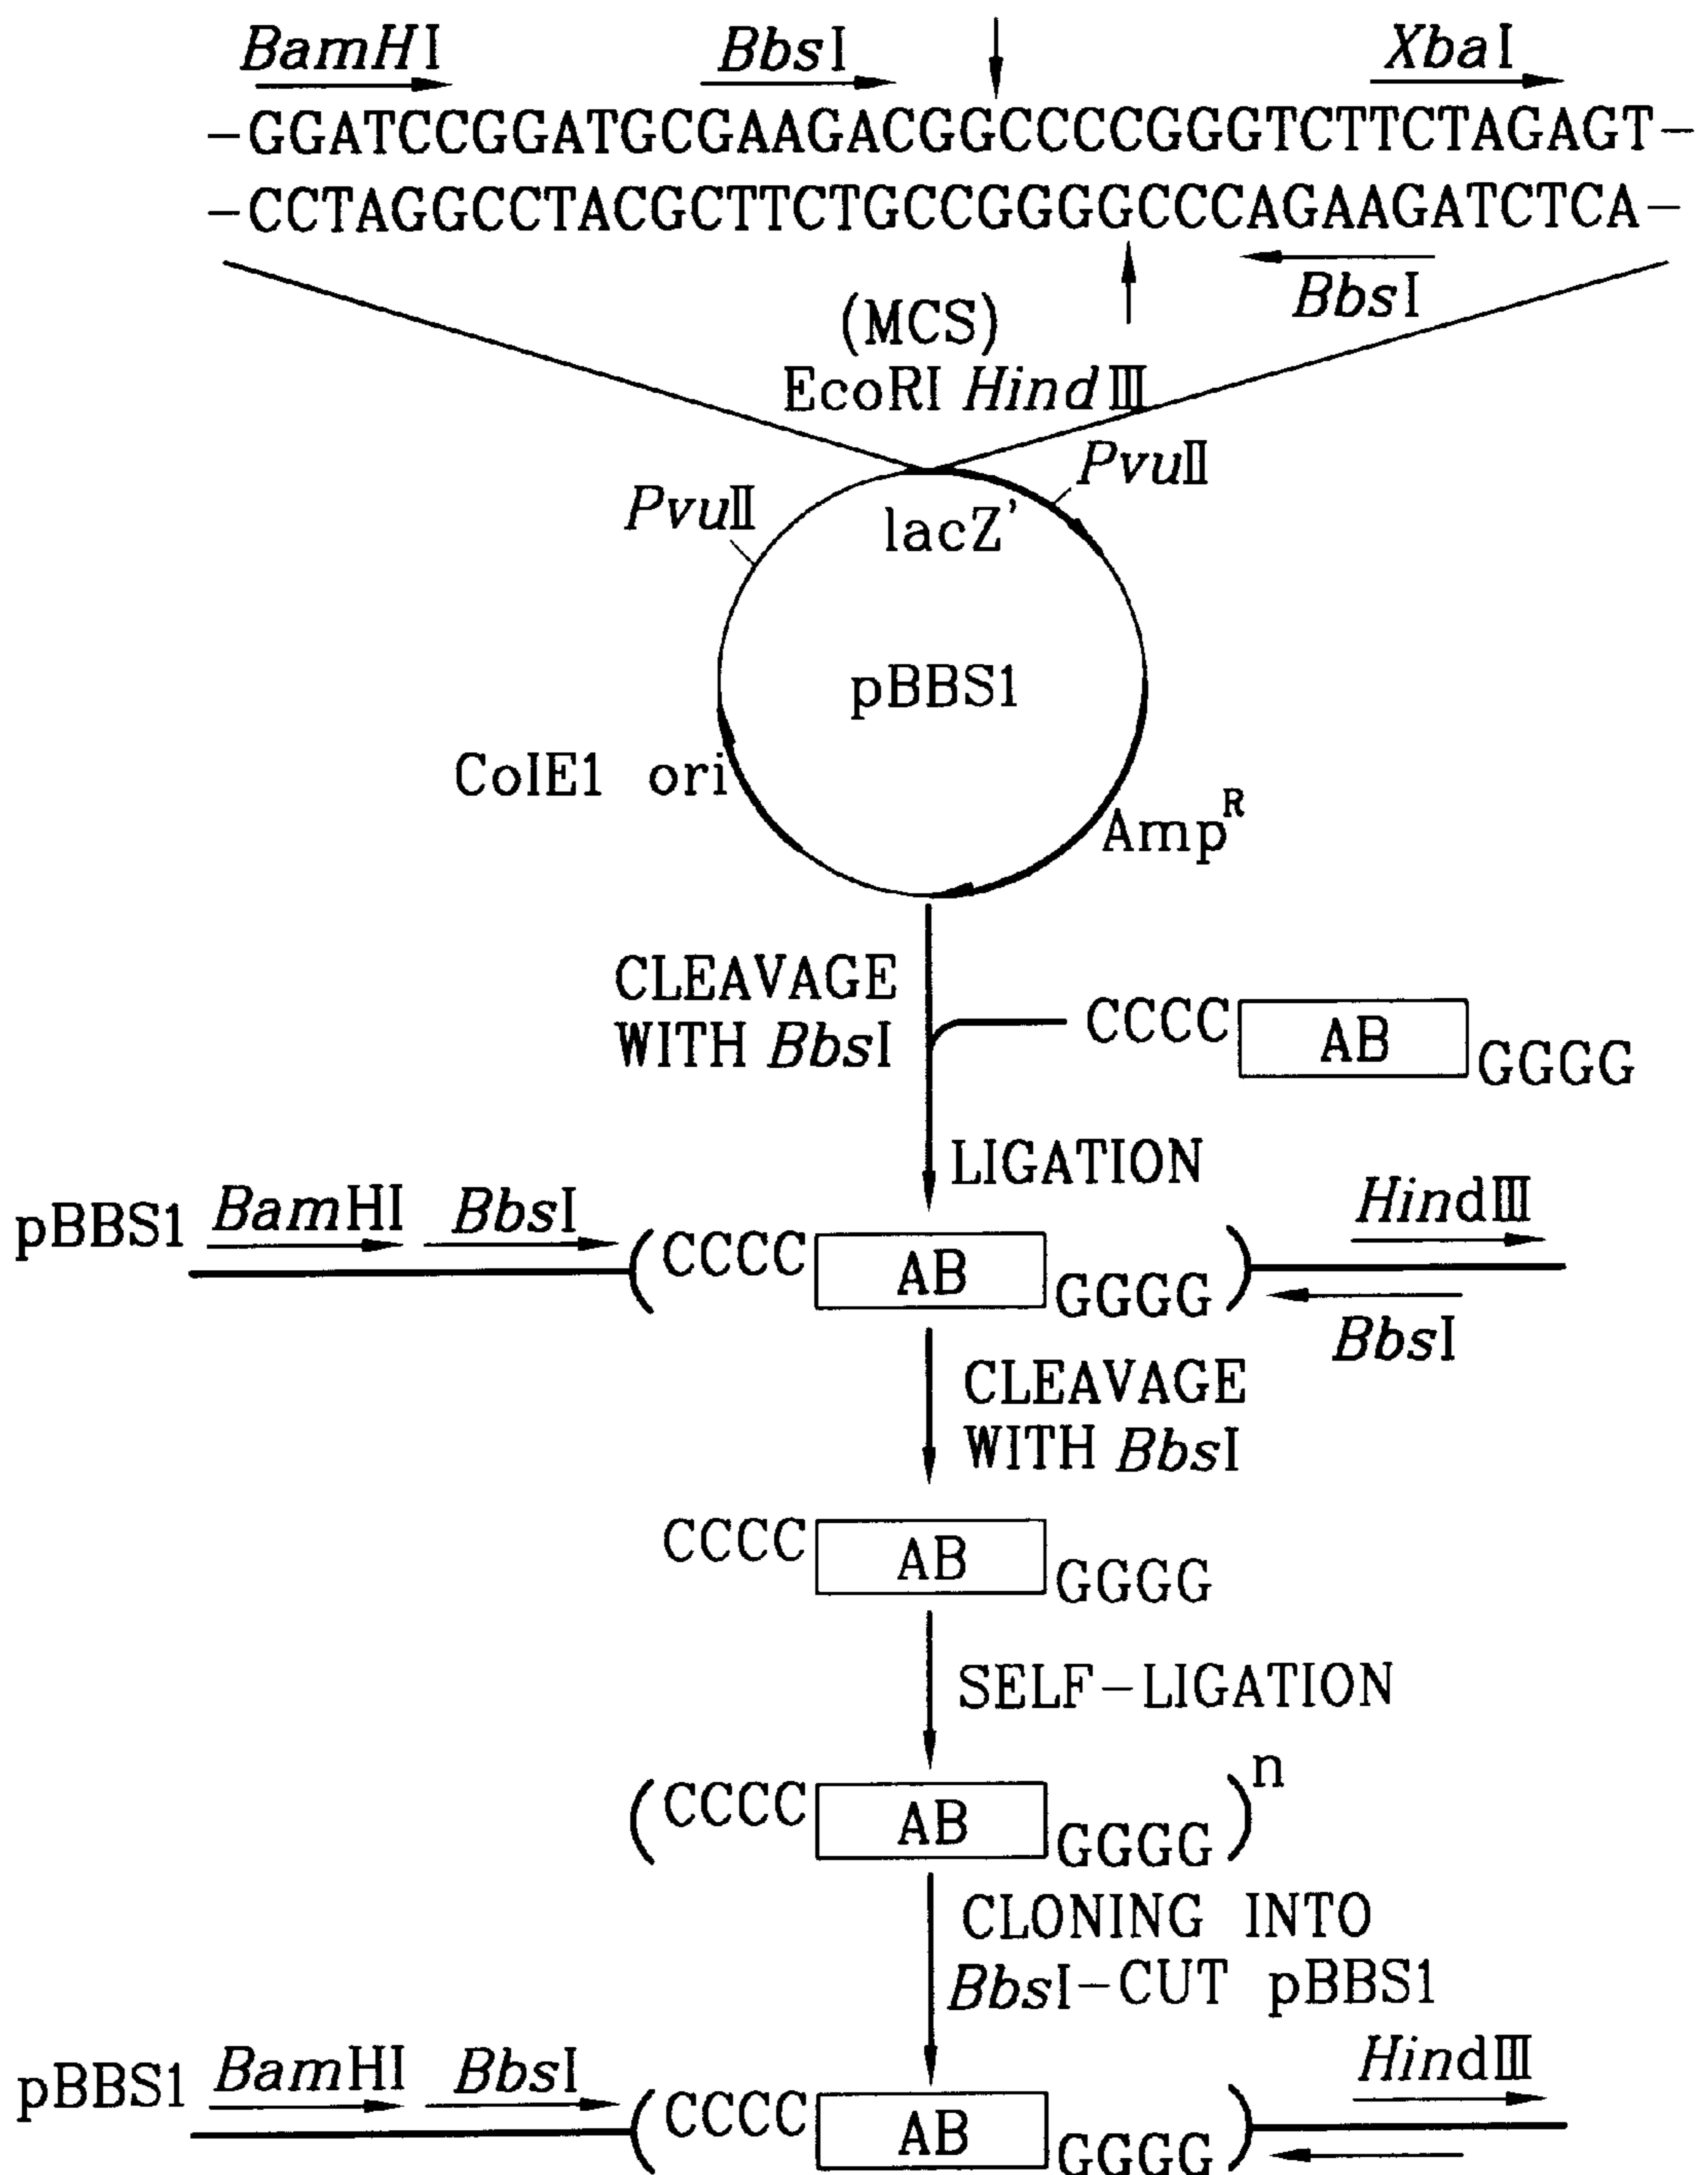 BamHI BbsI XbaI
-GGATCCGGATGCGAAGACGGCCCCGGGTCTTCTAGAGT-
-CCTAGGCCTACGCTTCTGCCGGGGCCCAGAAGATCTCA-
BbsI
(MCS)
EcoRI HindⅢ
PvuⅡ
PvuⅡ
lacZ'
pBBS1
ColE1 ori
Amp^R
CLEAVAGE
WITH BbsI
CCCC AB GGGG
LIGATION
pBBS1 BamHI BbsI HindⅢ
(CCCC AB GGGG)
BbsI
CLEAVAGE
WITH BbsI
CCCC AB GGGG
SELF-LIGATION
(CCCC AB GGGG)^n
CLONING INTO
BbsI-CUT pBBS1
pBBS1 BamHI BbsI HindⅢ
(CCCC AB GGGG)